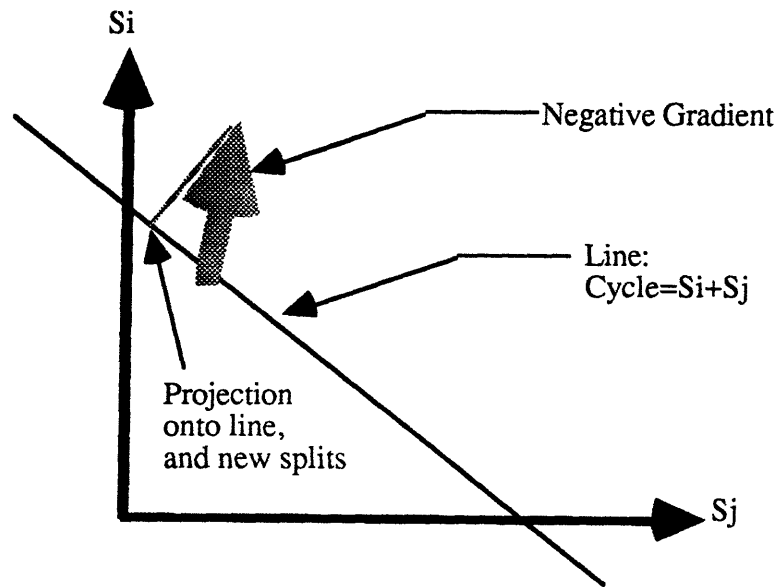 Si
Negative Gradient
Line:
Cycle=Si+Sj
Projection
onto line,
and new splits
Sj